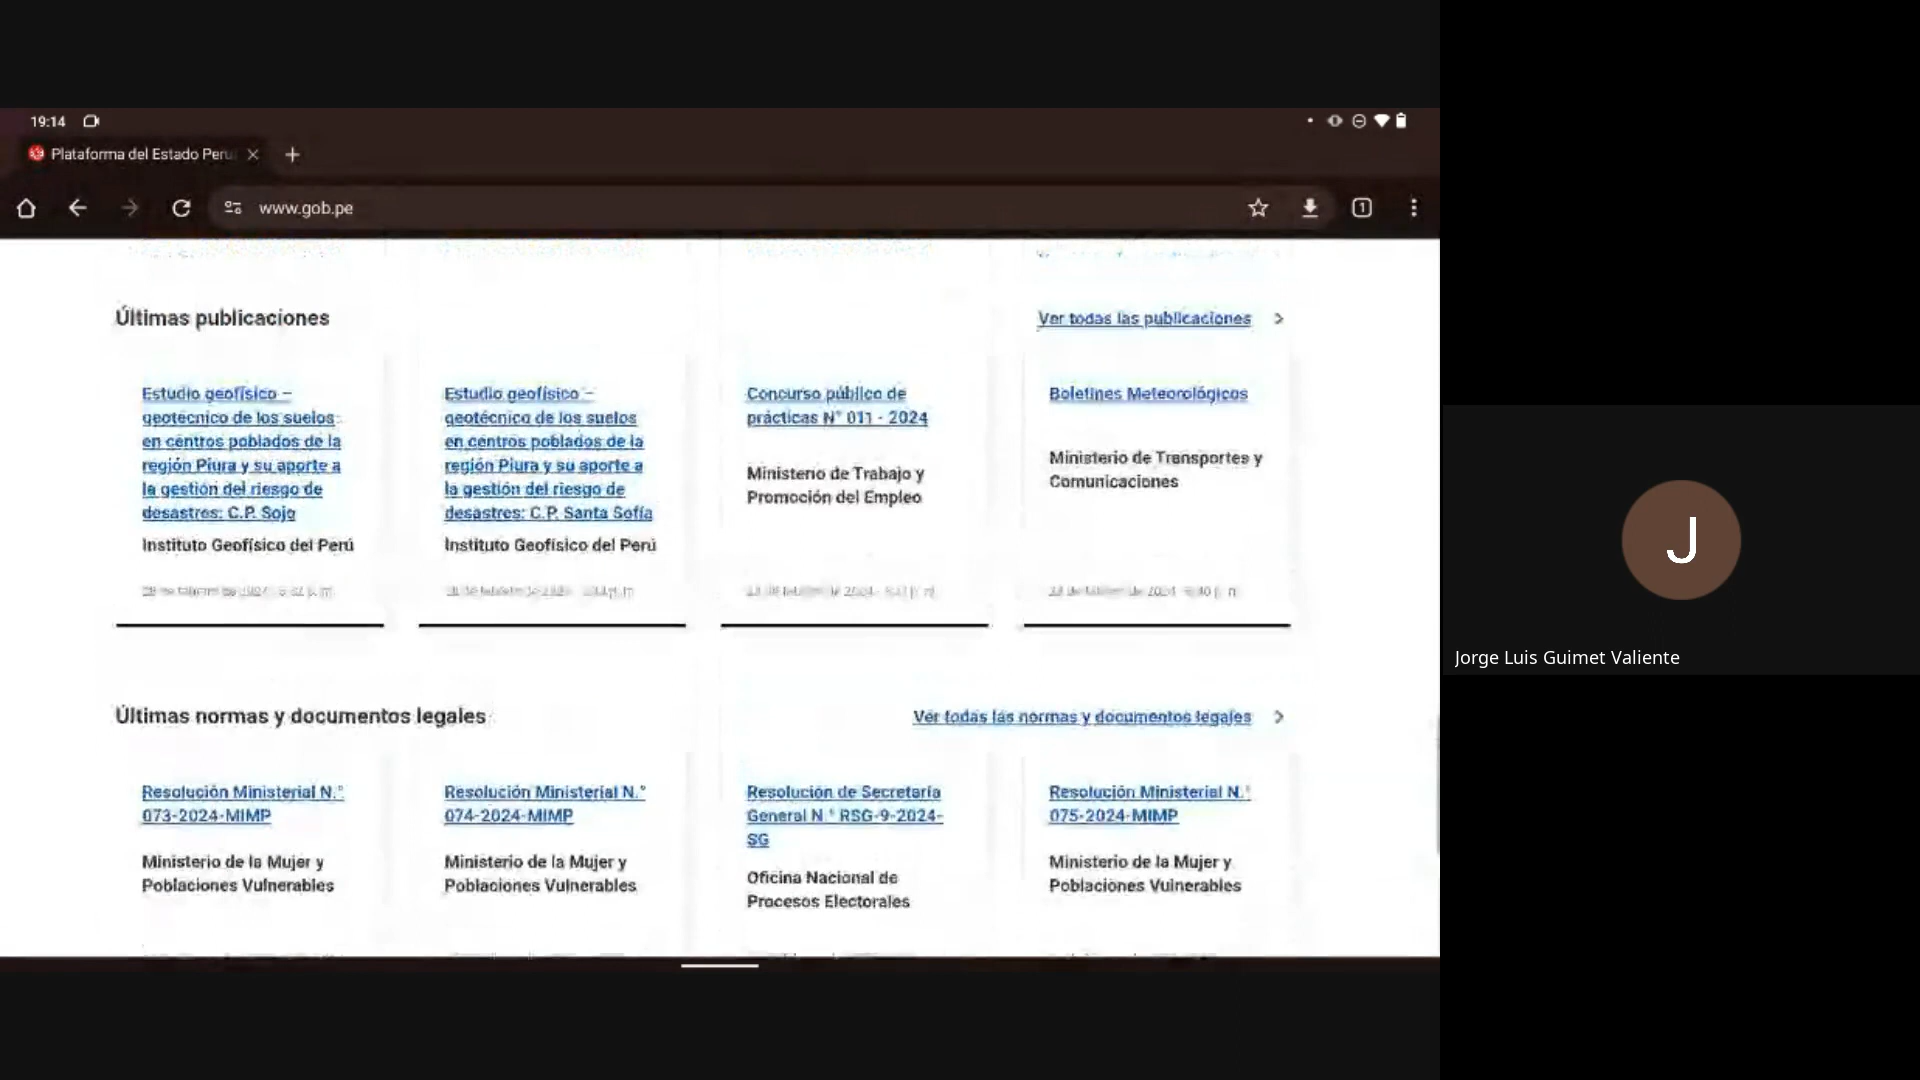 19:14
Plataforma del Estado Peru
www.gob.pe
1
Últimas publicaciones
Ver todas las publicaciones
Estudio geofísico –
geotécnico de los suelos
en centros poblados de la
región Piura y su aporte a
la gestión del riesgo de
desastres: C.P. Sojo
Instituto Geofísico del Perú
Estudio geofísico –
geotécnico de los suelos
en centros poblados de la
región Piura y su aporte a
la gestión del riesgo de
desastres: C.P. Santa Sofía
Instituto Geofísico del Perú
Concurso público de
prácticas N° 011 - 2024
Ministerio de Trabajo y
Promoción del Empleo
Boletines Meteorológicos
Ministerio de Transportes y
Comunicaciones
Últimas normas y documentos legales
Ver todas las normas y documentos legales
Resolución Ministerial N.°
073-2024-MIMP
Ministerio de la Mujer y
Poblaciones Vulnerables
Resolución Ministerial N.°
074-2024-MIMP
Ministerio de la Mujer y
Poblaciones Vulnerables
Resolución de Secretaría
General N.° RSG-9-2024-
SG
Oficina Nacional de
Procesos Electorales
Resolución Ministerial N.°
075-2024-MIMP
Ministerio de la Mujer y
Poblaciones Vulnerables
J
Jorge Luis Guimet Valiente